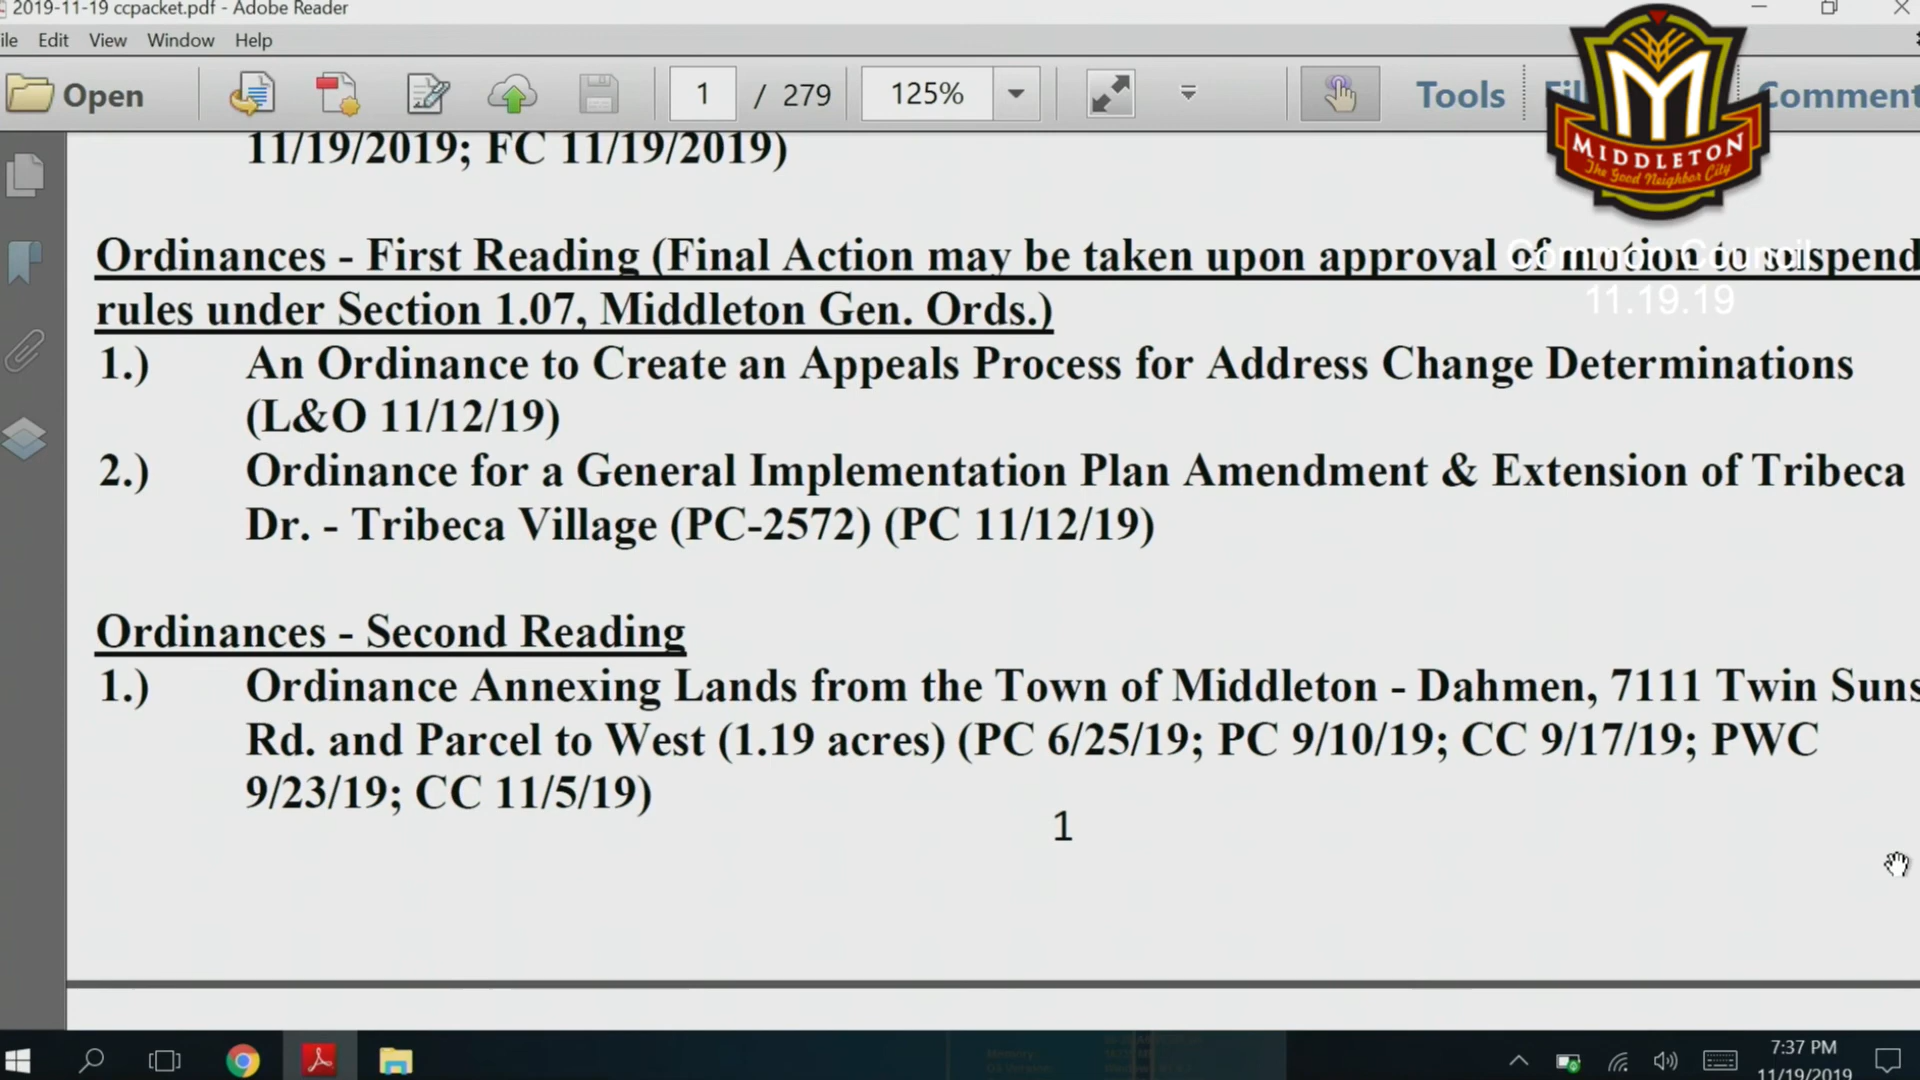 2019-11-19 ccpacket.pdf - Adobe Reader
ile Edit View Window Help
Open 1 / 279 125% Tools Comment
MIDDLETON
The Good Neighbor City
Common Council
11.19.19
11/19/2019; FC 11/19/2019)
Ordinances - First Reading (Final Action may be taken upon approval of motion to suspend
rules under Section 1.07, Middleton Gen. Ords.)
1.) An Ordinance to Create an Appeals Process for Address Change Determinations
(L&O 11/12/19)
2.) Ordinance for a General Implementation Plan Amendment & Extension of Tribeca
Dr. - Tribeca Village (PC-2572) (PC 11/12/19)
Ordinances - Second Reading
1.) Ordinance Annexing Lands from the Town of Middleton - Dahmen, 7111 Twin Suns
Rd. and Parcel to West (1.19 acres) (PC 6/25/19; PC 9/10/19; CC 9/17/19; PWC
9/23/19; CC 11/5/19)
1
7:37 PM
11/19/2019